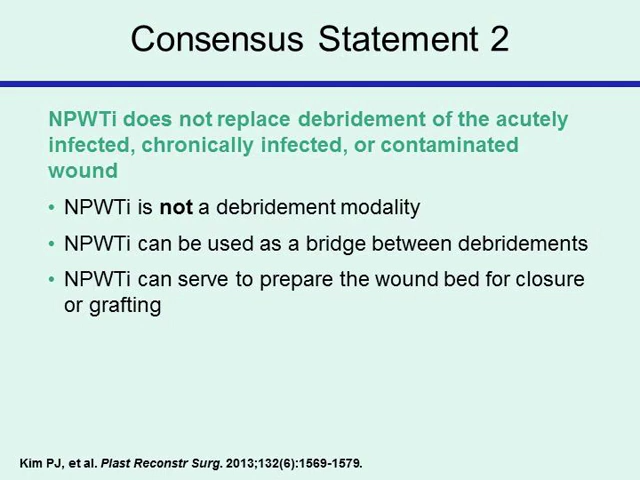 Consensus Statement 2
NPWTi does not replace debridement of the acutely
infected, chronically infected, or contaminated
wound
• NPWTi is not a debridement modality
• NPWTi can be used as a bridge between debridements
• NPWTi can serve to prepare the wound bed for closure
or grafting
Kim PJ, et al. Plast Reconstr Surg. 2013;132(6):1569-1579.